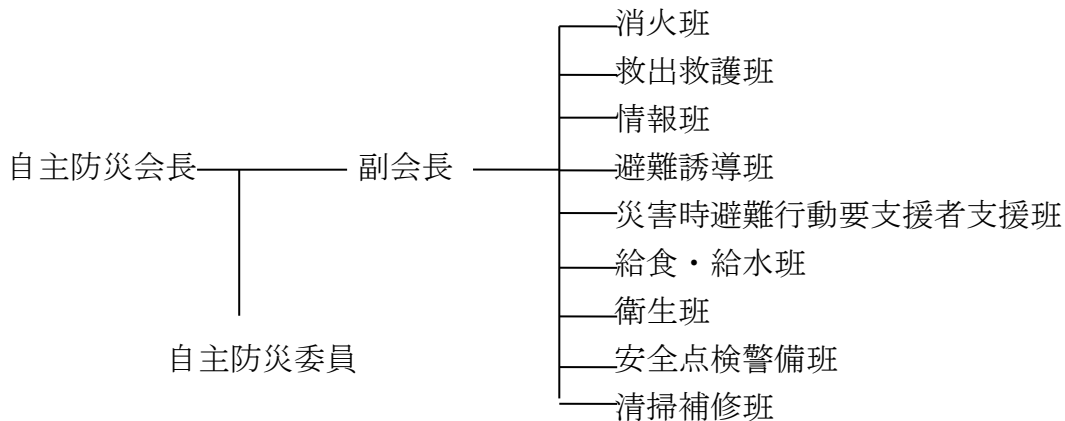 消火班
救出救護班
情報班
自主防災会長
副会長
避難誘導班
災害時避難行動要支援者支援班
給食・給水班
衛生班
自主防災委員
安全点検警備班
清掃補修班